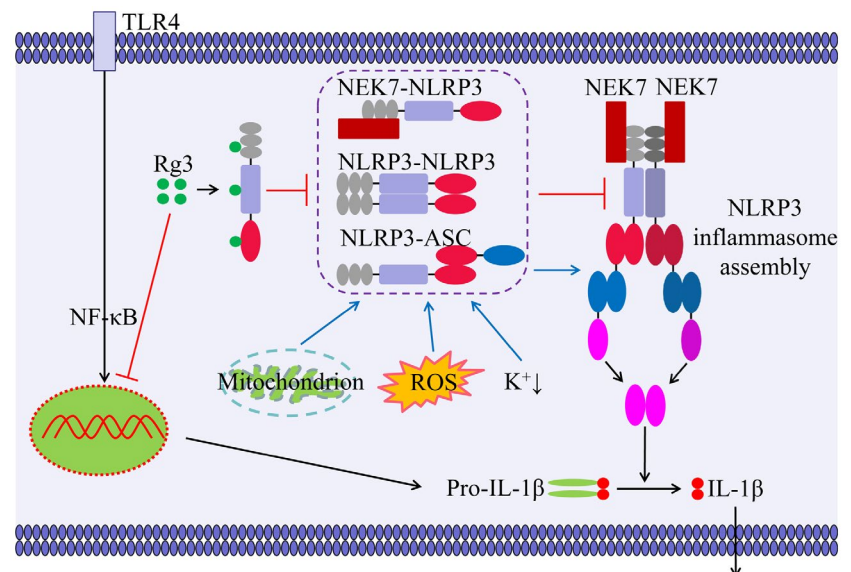 TLR4
NEK7-NLRP3
NEK7 NEK7
Rg3
NLRP3-NLRP3
NLRP3-ASC
NLRP3
inflammasome
assembly
NF-κB
Mitochondrion
ROS
K⁺↓
Pro-IL-1β
IL-1β